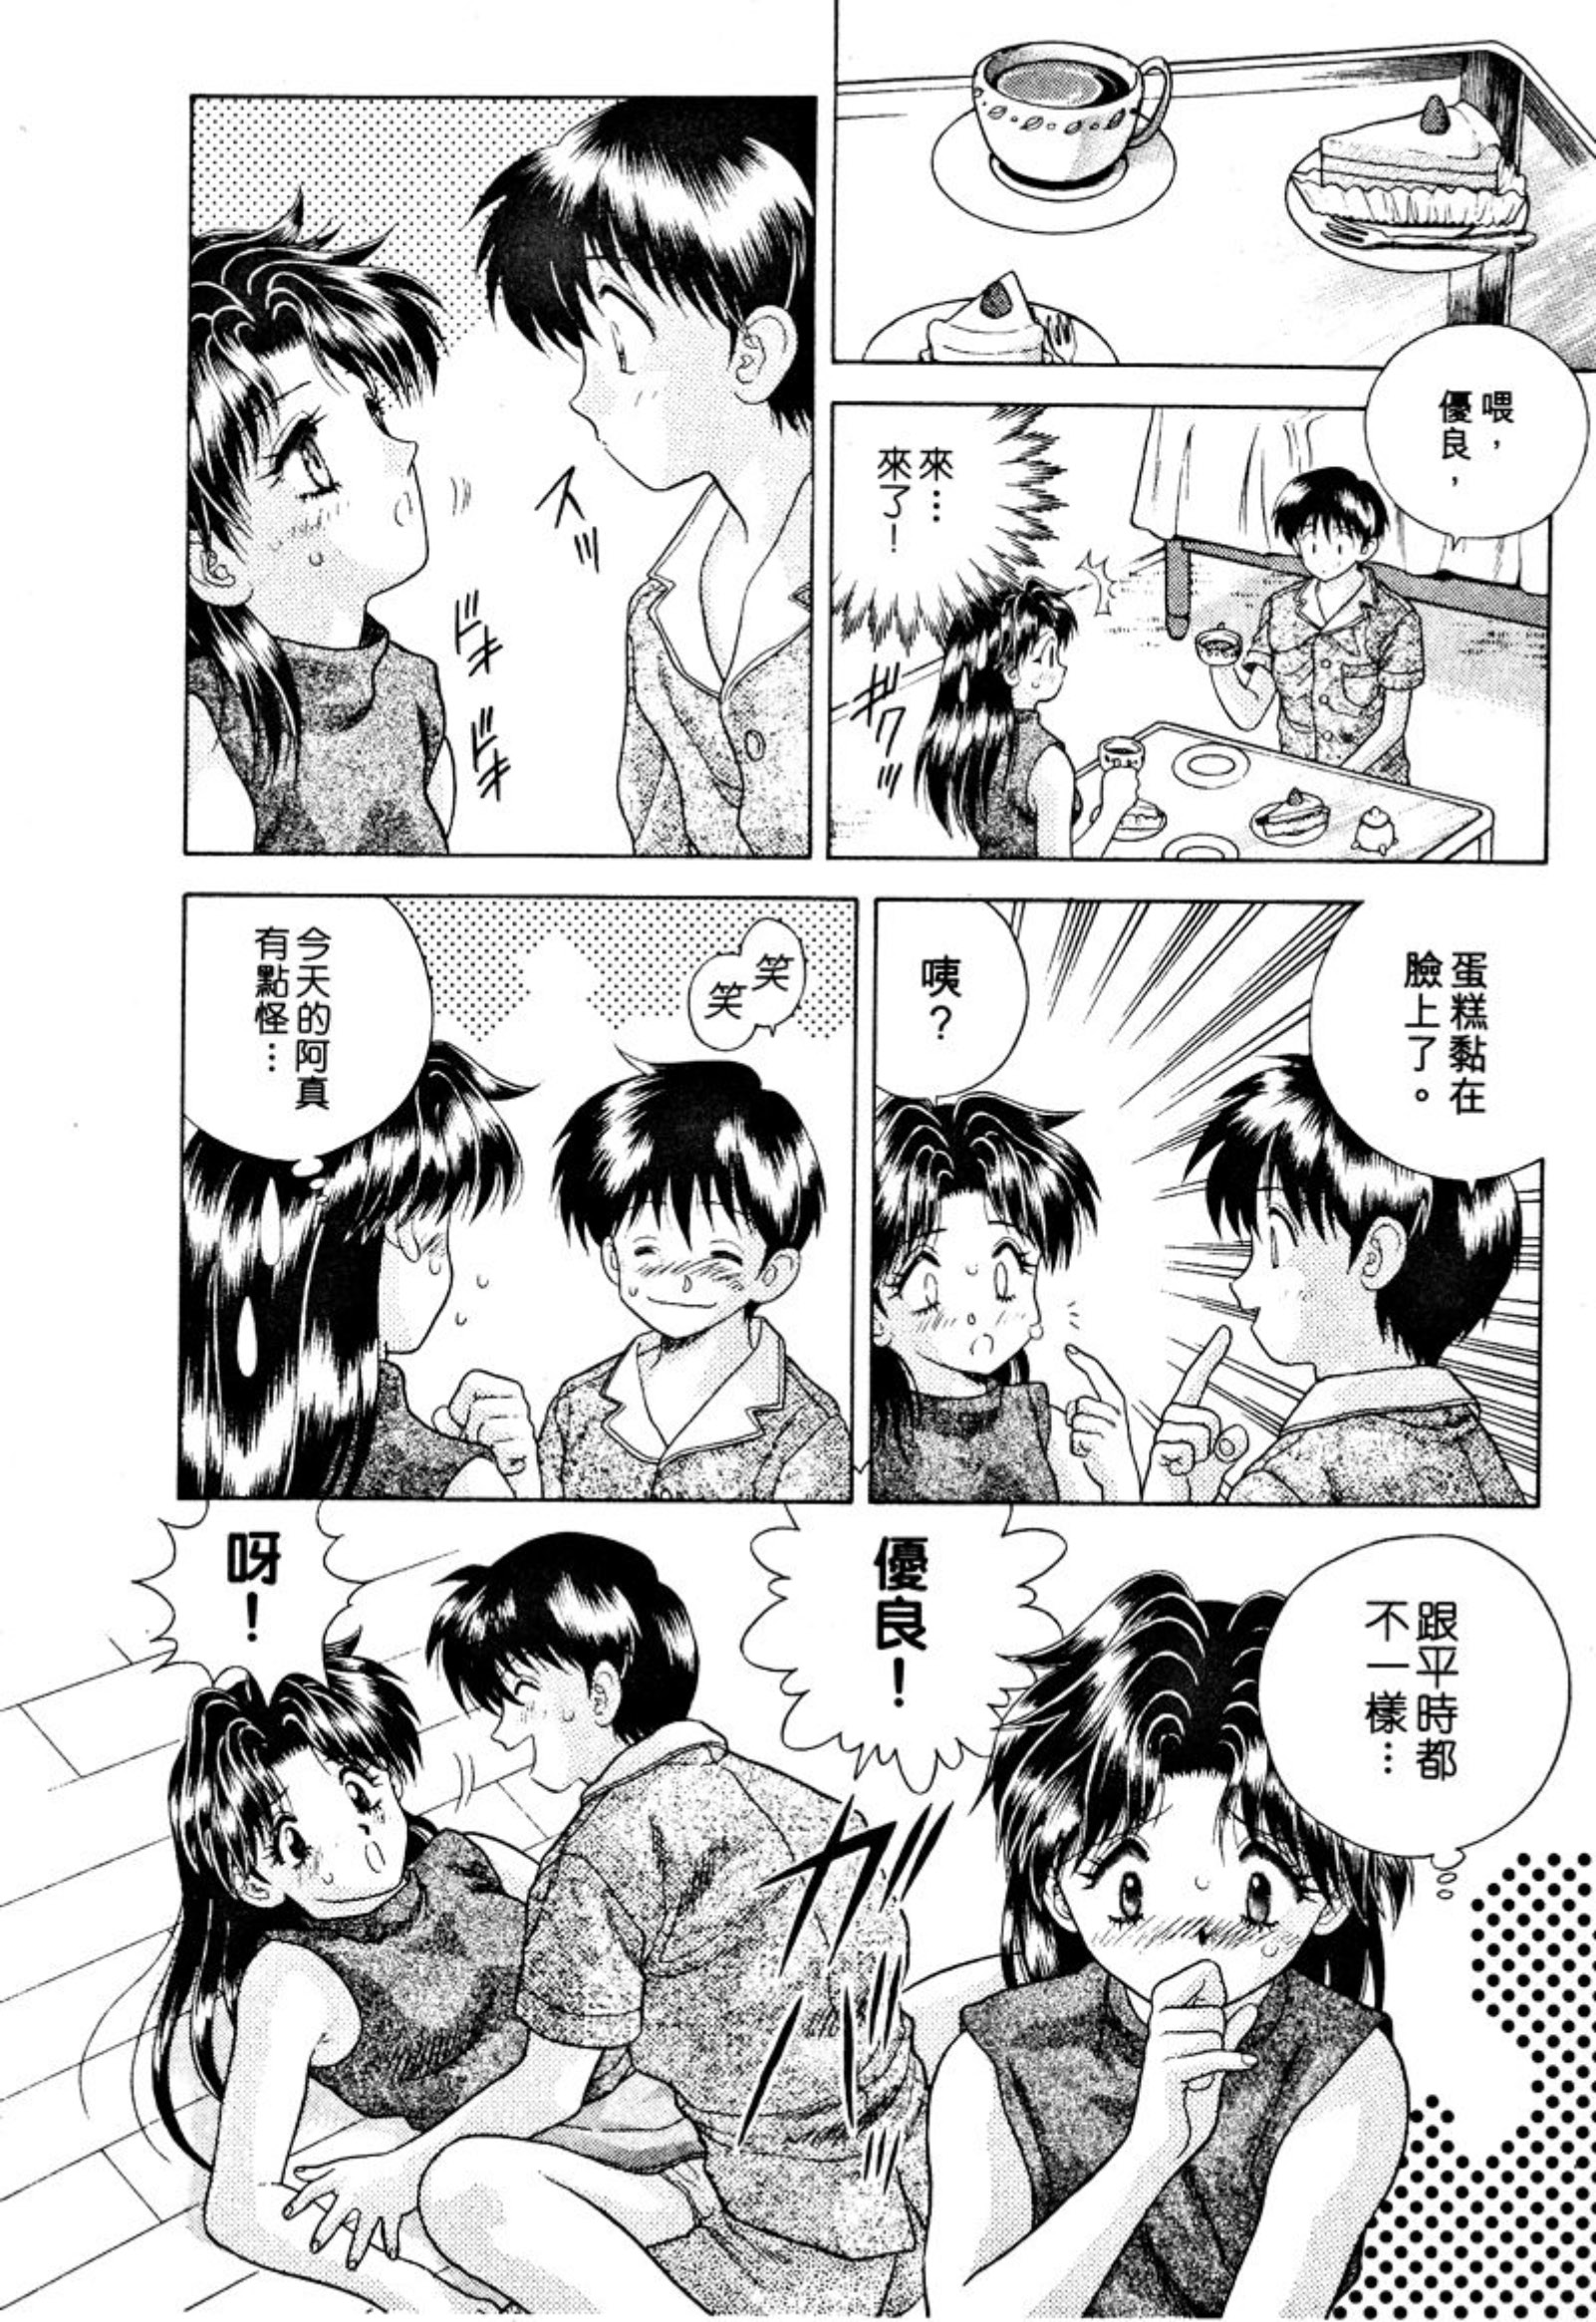 喂，
優良，
來…
來了！
ギク
ス
ドキ
ドキ
蛋糕黏在
臉上了。
咦？
笑
笑
今天的阿真
有點怪…
跟平時都
不一樣…
優良！
ガ
呀！